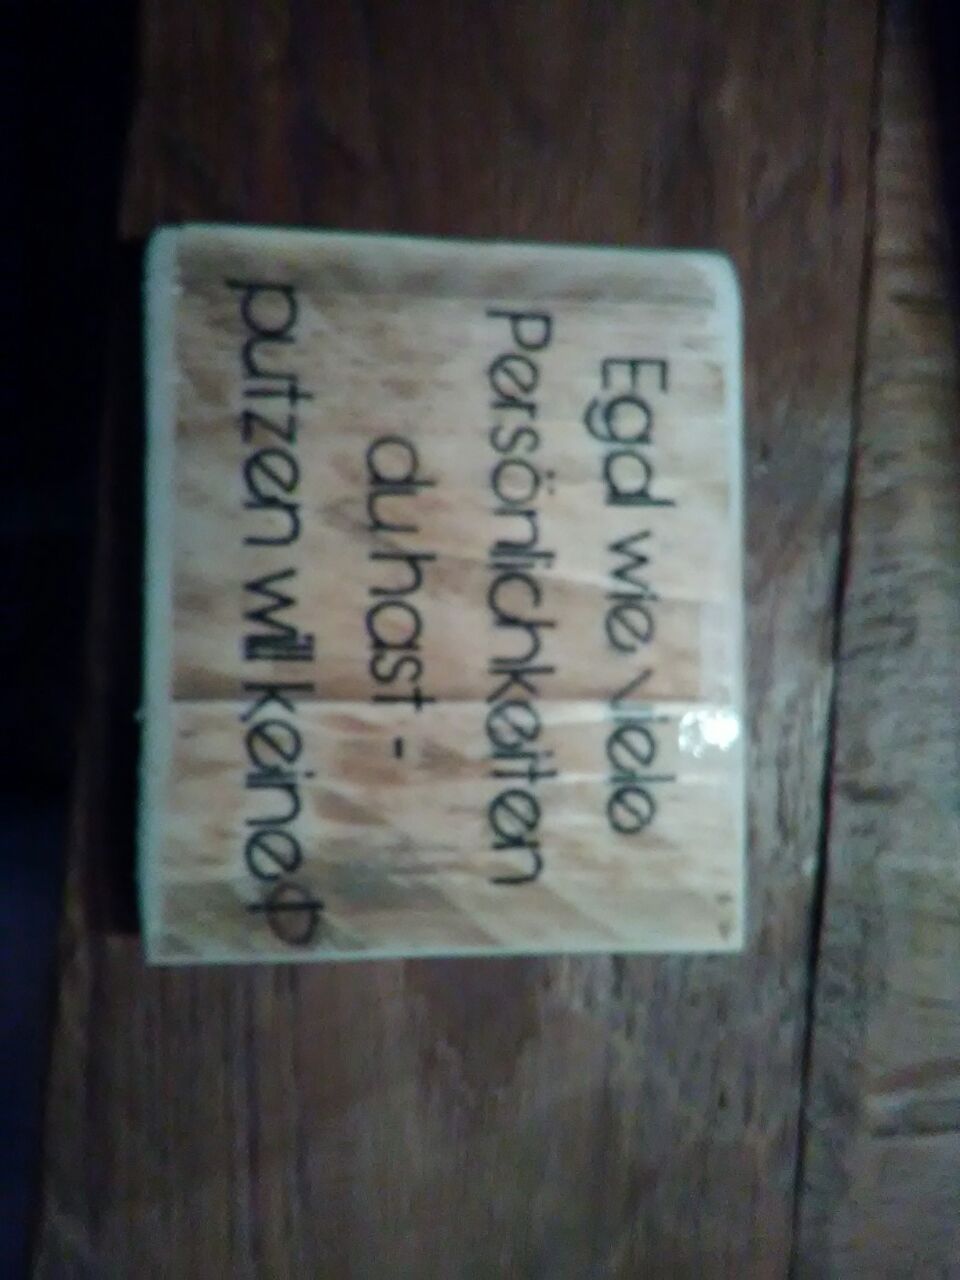 Egal wie viele
Persönlichkeiten
du hast -
putzen will keine